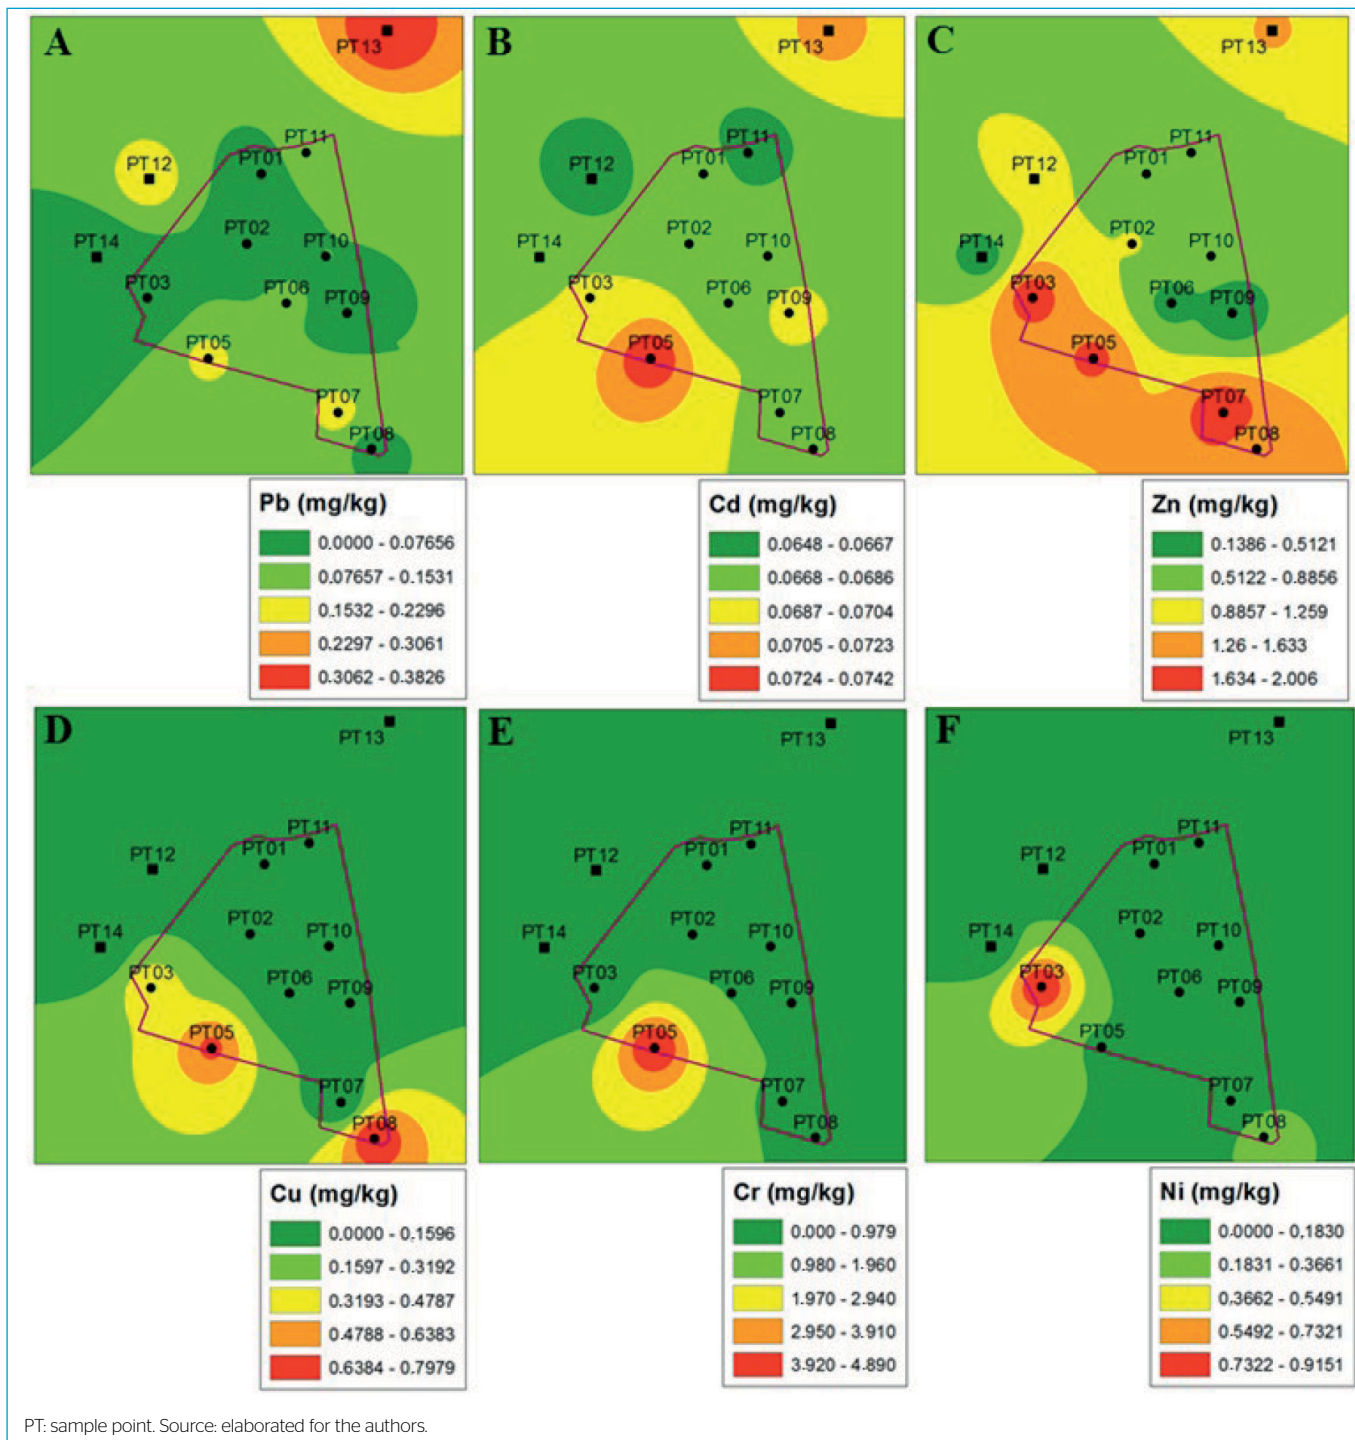 A
PT13
PT11
PT12
PT01
PT14
PT02
PT10
PT03
PT06
PT09
PT05
PT07
PT08
B
PT13
PT11
PT12
PT01
PT14
PT02
PT10
PT03
PT06
PT09
PT05
PT07
PT08
C
PT13
PT11
PT12
PT01
PT14
PT02
PT10
PT03
PT06
PT09
PT05
PT07
PT08
Pb (mg/kg)
0.0000 - 0.07656
0.07657 - 0.1531
0.1532 - 0.2296
0.2297 - 0.3061
0.3062 - 0.3826
Cd (mg/kg)
0.0648 - 0.0667
0.0668 - 0.0686
0.0687 - 0.0704
0.0705 - 0.0723
0.0724 - 0.0742
Zn (mg/kg)
0.1386 - 0.5121
0.5122 - 0.8856
0.8857 - 1.259
1.26 - 1.633
1.634 - 2.006
D
PT13
PT11
PT12
PT01
PT14
PT02
PT10
PT03
PT06
PT09
PT05
PT07
PT08
E
PT13
PT11
PT12
PT01
PT14
PT02
PT10
PT03
PT06
PT09
PT05
PT07
PT08
F
PT13
PT11
PT12
PT01
PT14
PT02
PT10
PT03
PT06
PT09
PT05
PT07
PT08
Cu (mg/kg)
0.0000 - 0.1596
0.1597 - 0.3192
0.3193 - 0.4787
0.4788 - 0.6383
0.6384 - 0.7979
Cr (mg/kg)
0.000 - 0.979
0.980 - 1.960
1.970 - 2.940
2.950 - 3.910
3.920 - 4.890
Ni (mg/kg)
0.0000 - 0.1830
0.1831 - 0.3661
0.3662 - 0.5491
0.5492 - 0.7321
0.7322 - 0.9151
PT: sample point. Source: elaborated for the authors.